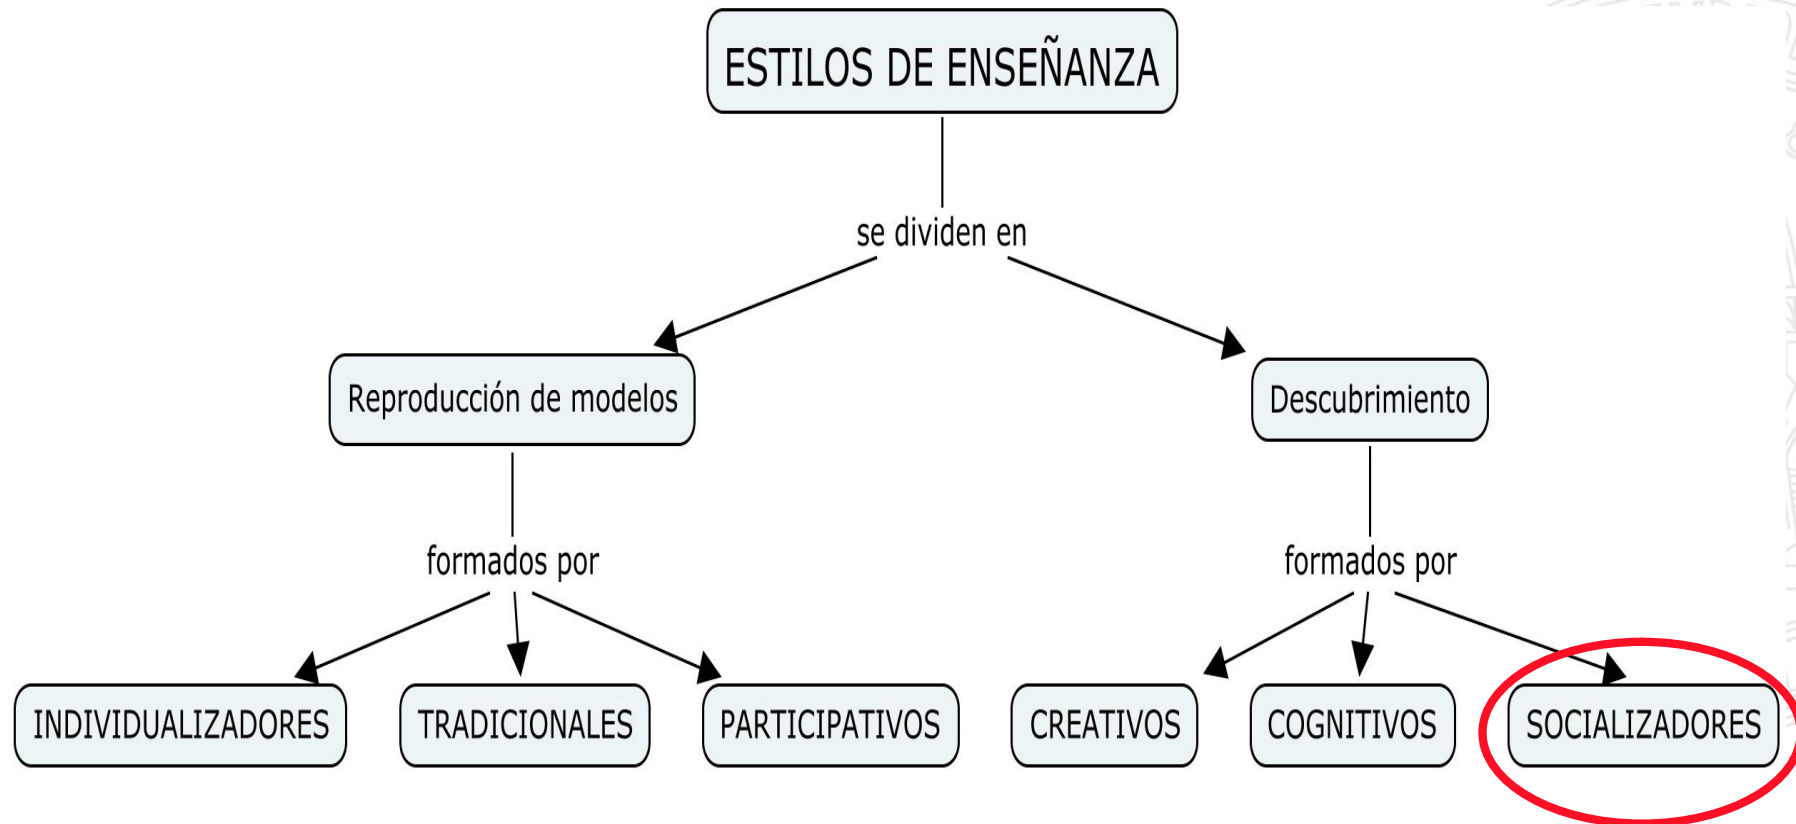 ESTILOS DE ENSEÑANZA
se dividen en
Reproducción de modelos
Descubrimiento
formados por
formados por
INDIVIDUALIZADORES
TRADICIONALES
PARTICIPATIVOS
CREATIVOS
COGNITIVOS
SOCIALIZADORES